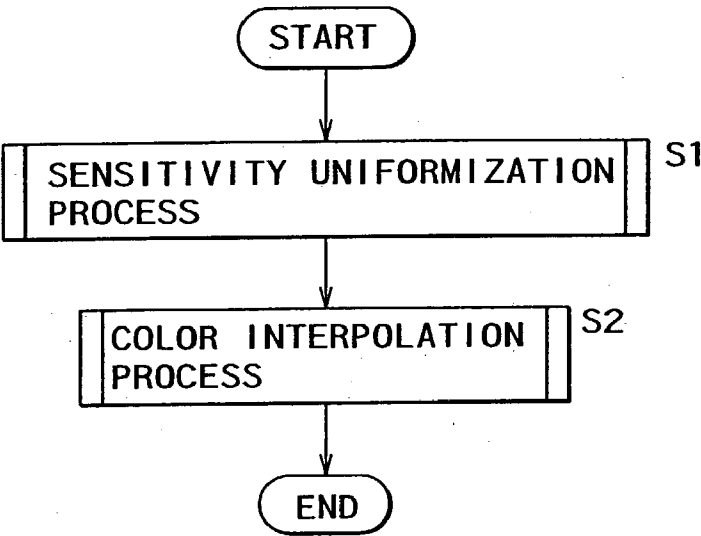 START
SENSITIVITY UNIFORMIZATION S1
PROCESS
COLOR INTERPOLATION S2
PROCESS
END